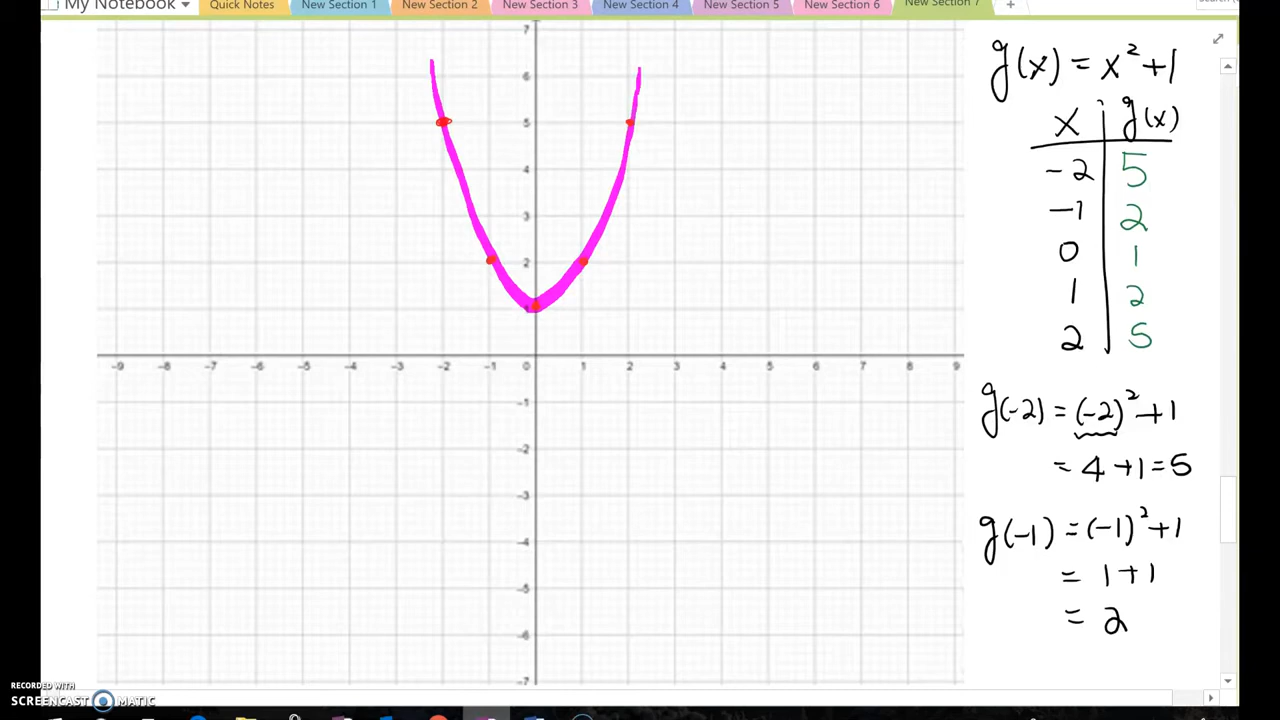 My Notebook Quick Notes New Section 1 New Section 2 New Section 3 New Section 4 New Section 5 New Section 6 New Section 7 +
7
6
5
4
3
2
-9 -8 -7 -6 -5 -4 -3 -2 -1 0 1 2 3 4 5 6 7 8 9
-1
-2
-3
-4
-5
-6
-7
g(x) = x² + 1
x g(x)
-2 5
-1 2
0 1
1 2
2 5
g(-2) = (-2)² + 1
= 4 + 1 = 5
g(-1) = (-1)² + 1
= 1 + 1
= 2
RECORDED WITH
SCREENCAST MATIC